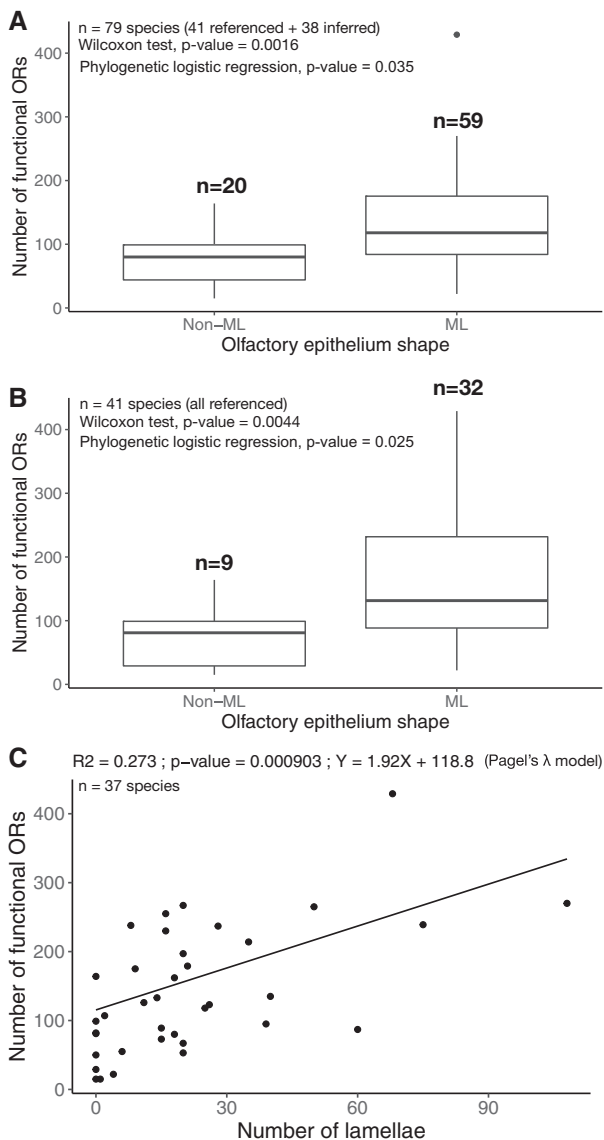 A
n = 79 species (41 referenced + 38 inferred)
Wilcoxon test, p-value = 0.0016
Phylogenetic logistic regression, p-value = 0.035
Number of functional ORs
400
300
200
100
0
n=20
n=59
Non−ML
ML
Olfactory epithelium shape
B
n = 41 species (all referenced)
Wilcoxon test, p-value = 0.0044
Phylogenetic logistic regression, p-value = 0.025
Number of functional ORs
400
300
200
100
0
n=9
n=32
Non−ML
ML
Olfactory epithelium shape
C
R2 = 0.273 ; p−value = 0.000903 ; Y = 1.92X + 118.8 (Pagel's λ model)
n = 37 species
Number of functional ORs
400
300
200
100
0
0 30 60 90
Number of lamellae